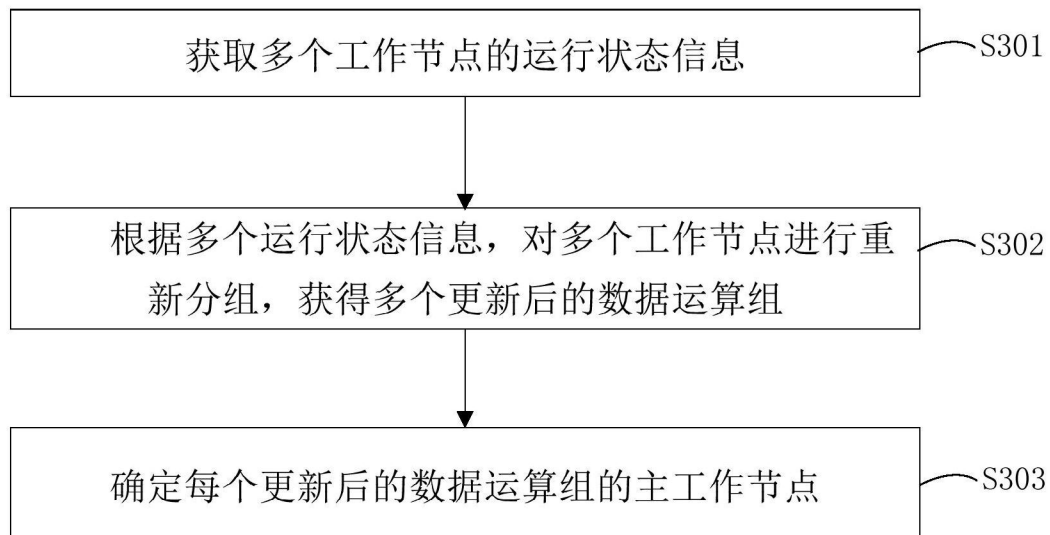 获取多个工作节点的运行状态信息
S301
根据多个运行状态信息，对多个工作节点进行重
新分组，获得多个更新后的数据运算组
S302
确定每个更新后的数据运算组的主工作节点
S303